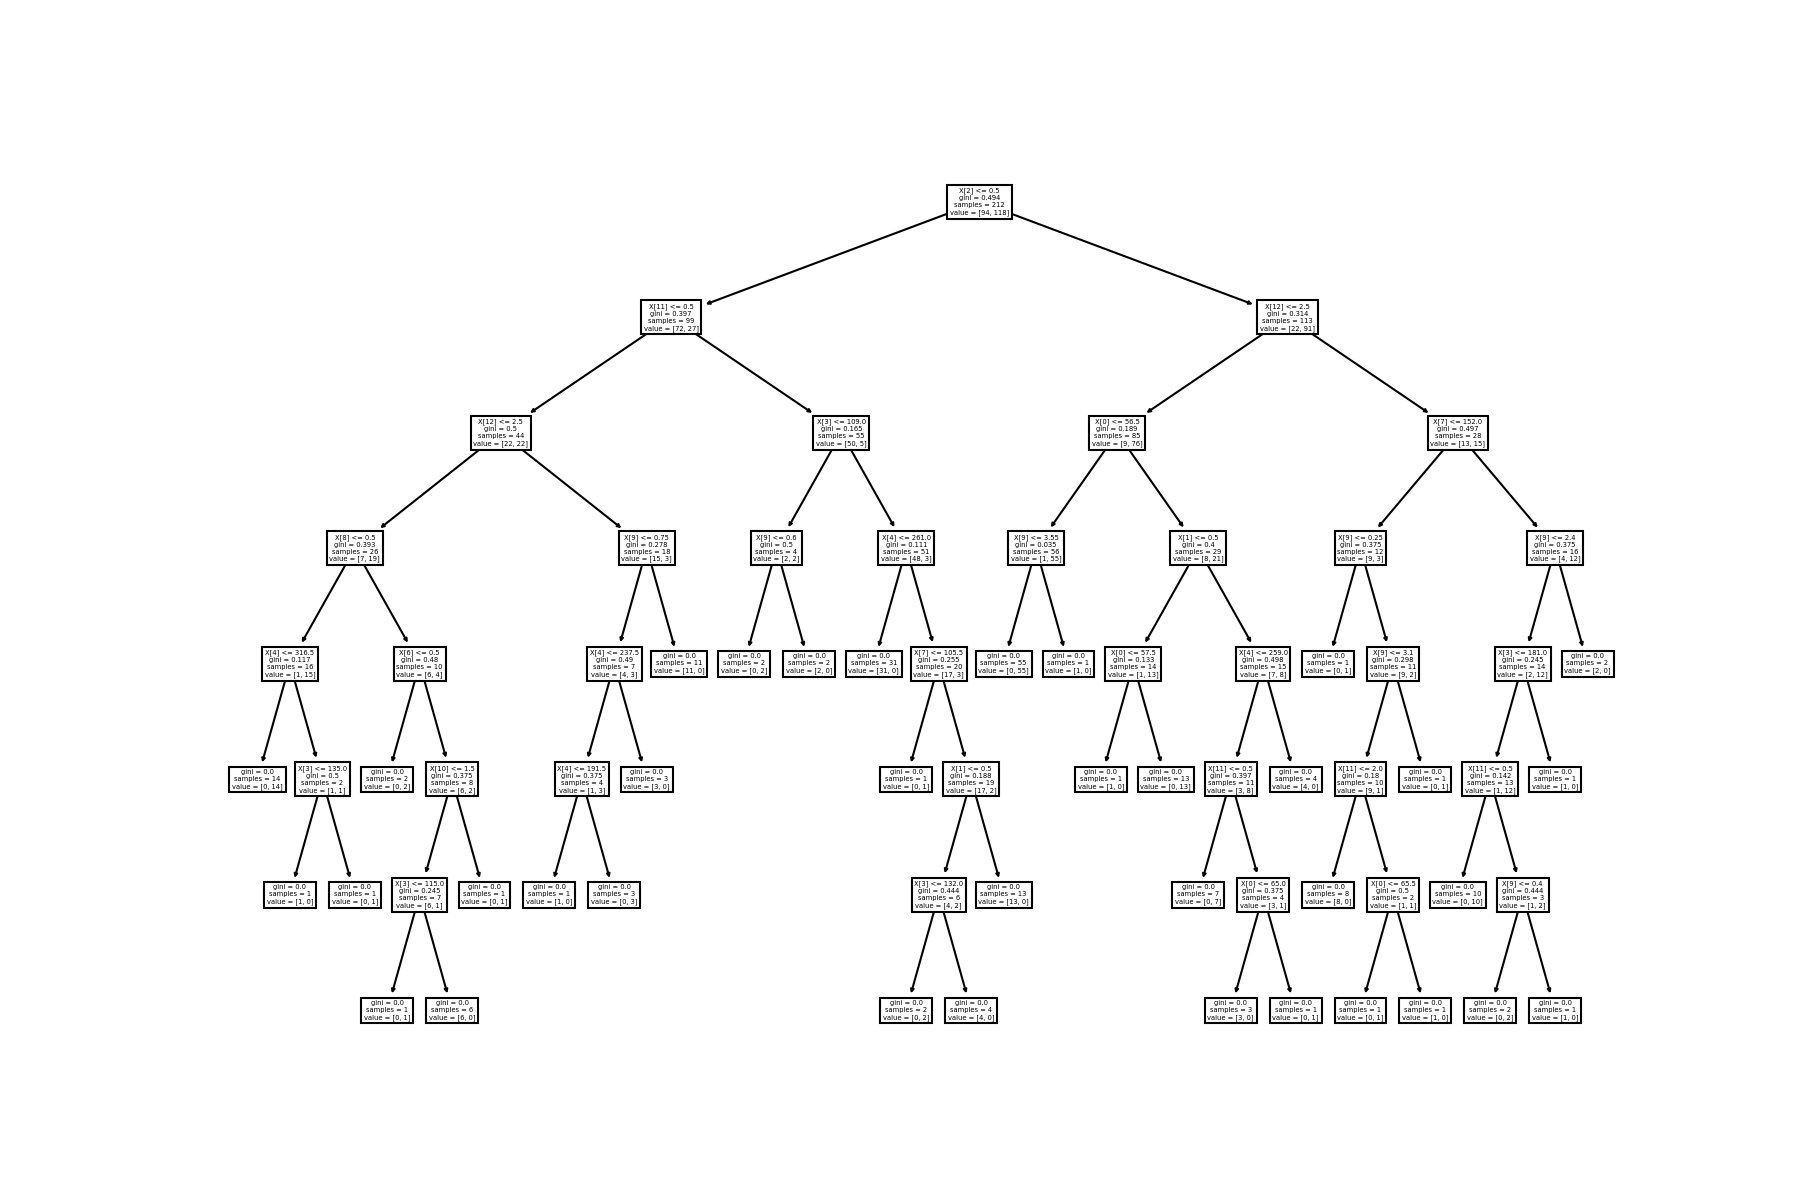 X[2] <= 0.5
gini = 0.494
samples = 212
value = [94, 118]
X[11] <= 0.5
gini = 0.397
samples = 99
value = [72, 27]
X[12] <= 2.5
gini = 0.314
samples = 113
value = [22, 91]
X[12] <= 2.5
gini = 0.5
samples = 44
value = [22, 22]
X[3] <= 109.0
gini = 0.165
samples = 55
value = [50, 5]
X[0] <= 56.5
gini = 0.189
samples = 85
value = [9, 76]
X[7] <= 152.0
gini = 0.497
samples = 28
value = [13, 15]
X[8] <= 0.5
gini = 0.393
samples = 26
value = [7, 19]
X[9] <= 0.75
gini = 0.278
samples = 18
value = [15, 3]
X[9] <= 0.6
gini = 0.5
samples = 4
value = [2, 2]
X[4] <= 261.0
gini = 0.111
samples = 51
value = [48, 3]
X[9] <= 3.55
gini = 0.035
samples = 56
value = [1, 55]
X[1] <= 0.5
gini = 0.4
samples = 29
value = [8, 21]
X[9] <= 0.25
gini = 0.375
samples = 12
value = [9, 3]
X[9] <= 2.4
gini = 0.375
samples = 16
value = [4, 12]
X[4] <= 316.5
gini = 0.117
samples = 16
value = [1, 15]
X[6] <= 0.5
gini = 0.48
samples = 10
value = [6, 4]
X[4] <= 237.5
gini = 0.49
samples = 7
value = [4, 3]
gini = 0.0
samples = 11
value = [11, 0]
gini = 0.0
samples = 2
value = [0, 2]
gini = 0.0
samples = 2
value = [2, 0]
gini = 0.0
samples = 31
value = [31, 0]
X[7] <= 105.5
gini = 0.255
samples = 20
value = [17, 3]
gini = 0.0
samples = 55
value = [0, 55]
gini = 0.0
samples = 1
value = [1, 0]
X[0] <= 57.5
gini = 0.133
samples = 14
value = [1, 13]
X[4] <= 259.0
gini = 0.498
samples = 15
value = [7, 8]
gini = 0.0
samples = 1
value = [0, 1]
X[9] <= 3.1
gini = 0.298
samples = 11
value = [9, 2]
X[3] <= 181.0
gini = 0.245
samples = 14
value = [2, 12]
gini = 0.0
samples = 2
value = [2, 0]
gini = 0.0
samples = 14
value = [0, 14]
X[3] <= 135.0
gini = 0.5
samples = 2
value = [1, 1]
gini = 0.0
samples = 2
value = [0, 2]
X[10] <= 1.5
gini = 0.375
samples = 8
value = [6, 2]
X[4] <= 191.5
gini = 0.375
samples = 4
value = [1, 3]
gini = 0.0
samples = 3
value = [3, 0]
gini = 0.0
samples = 1
value = [0, 1]
X[1] <= 0.5
gini = 0.188
samples = 19
value = [17, 2]
gini = 0.0
samples = 1
value = [1, 0]
gini = 0.0
samples = 13
value = [0, 13]
X[11] <= 0.5
gini = 0.397
samples = 11
value = [3, 8]
gini = 0.0
samples = 4
value = [4, 0]
X[11] <= 2.0
gini = 0.18
samples = 10
value = [9, 1]
gini = 0.0
samples = 1
value = [0, 1]
X[11] <= 0.5
gini = 0.142
samples = 13
value = [1, 12]
gini = 0.0
samples = 1
value = [1, 0]
gini = 0.0
samples = 1
value = [1, 0]
gini = 0.0
samples = 1
value = [0, 1]
X[3] <= 115.0
gini = 0.245
samples = 7
value = [6, 1]
gini = 0.0
samples = 1
value = [0, 1]
gini = 0.0
samples = 1
value = [1, 0]
gini = 0.0
samples = 3
value = [0, 3]
X[3] <= 132.0
gini = 0.444
samples = 6
value = [4, 2]
gini = 0.0
samples = 13
value = [13, 0]
gini = 0.0
samples = 7
value = [0, 7]
X[0] <= 65.0
gini = 0.375
samples = 4
value = [3, 1]
gini = 0.0
samples = 8
value = [8, 0]
X[0] <= 65.5
gini = 0.5
samples = 2
value = [1, 1]
gini = 0.0
samples = 10
value = [0, 10]
X[9] <= 0.4
gini = 0.444
samples = 3
value = [1, 2]
gini = 0.0
samples = 1
value = [0, 1]
gini = 0.0
samples = 6
value = [6, 0]
gini = 0.0
samples = 2
value = [0, 2]
gini = 0.0
samples = 4
value = [4, 0]
gini = 0.0
samples = 3
value = [3, 0]
gini = 0.0
samples = 1
value = [0, 1]
gini = 0.0
samples = 1
value = [0, 1]
gini = 0.0
samples = 1
value = [1, 0]
gini = 0.0
samples = 2
value = [0, 2]
gini = 0.0
samples = 1
value = [1, 0]